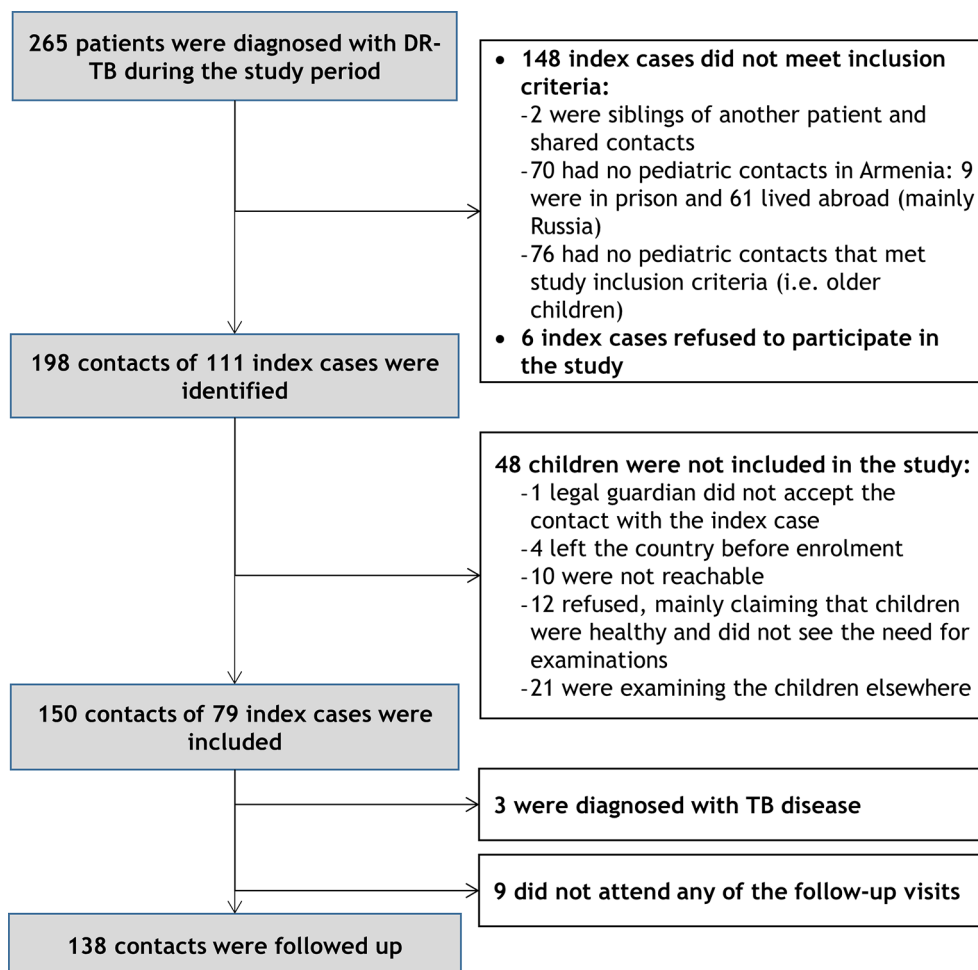 265 patients were diagnosed with DR-
TB during the study period
• 148 index cases did not meet inclusion
criteria:
-2 were siblings of another patient and
shared contacts
-70 had no pediatric contacts in Armenia: 9
were in prison and 61 lived abroad (mainly
Russia)
-76 had no pediatric contacts that met
study inclusion criteria (i.e. older
children)
• 6 index cases refused to participate in
the study
198 contacts of 111 index cases were
identified
48 children were not included in the study:
-1 legal guardian did not accept the
contact with the index case
-4 left the country before enrolment
-10 were not reachable
-12 refused, mainly claiming that children
were healthy and did not see the need for
examinations
-21 were examining the children elsewhere
150 contacts of 79 index cases were
included
3 were diagnosed with TB disease
9 did not attend any of the follow-up visits
138 contacts were followed up